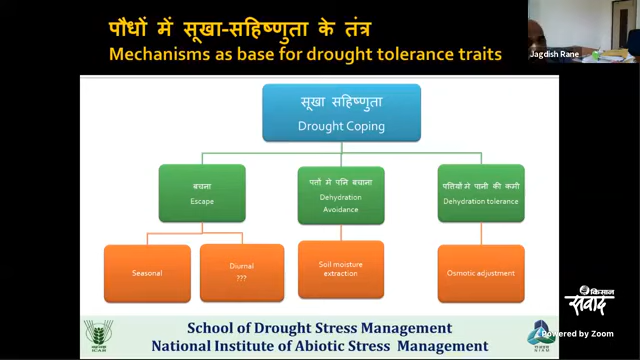 पौधों में सूखा-सहिष्णुता के तंत्र
Mechanisms as base for drought tolerance traits
Jagdish Rane
सूखा सहिष्णुता
Drought Coping
बचना
Escape
पत्तों मे पनि बचाना
Dehydration
Avoidance
पत्तियों मे पानी की कमी
Dehydration tolerance
Seasonal
Diurnal
???
Soil moisture
extraction
Osmotic adjustment
किसान
संवाद
Powered by Zoom
ICAR
School of Drought Stress Management
National Institute of Abiotic Stress Management